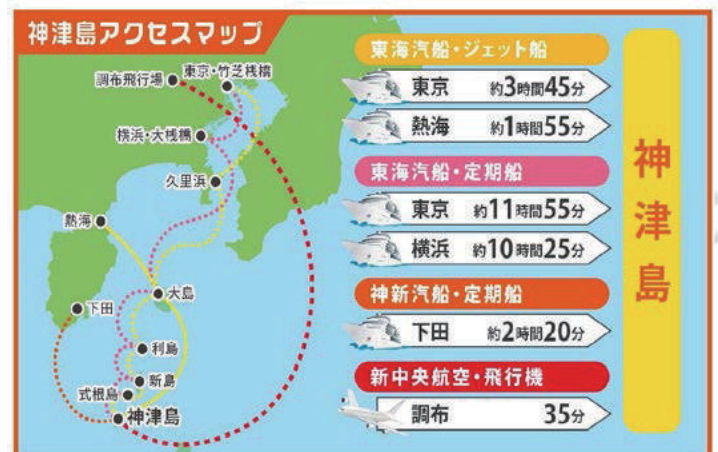 神津島アクセスマップ
調布飛行場
東京・竹芝桟橋
横浜・大桟橋
久里浜
熱海
大島
下田
利島
新島
式根島
神津島
東海汽船・ジェット船
東京 約3時間45分
熱海 約1時間55分
東海汽船・定期船
東京 約11時間55分
横浜 約10時間25分
神新汽船・定期船
下田 約2時間20分
新中央航空・飛行機
調布 35分
神津島